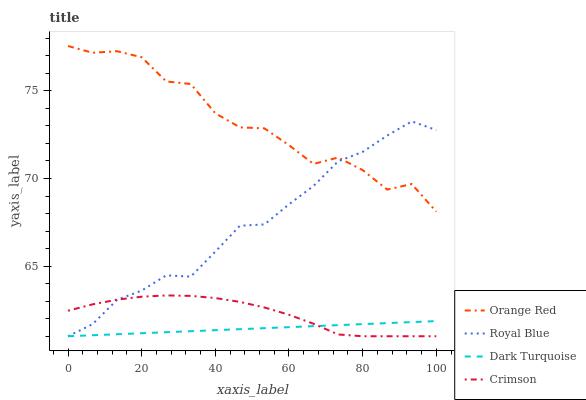 title
yaxis_label
75
70
65
0 20 40 60 80 100
xaxis_label
Orange Red
Royal Blue
Dark Turquoise
Crimson